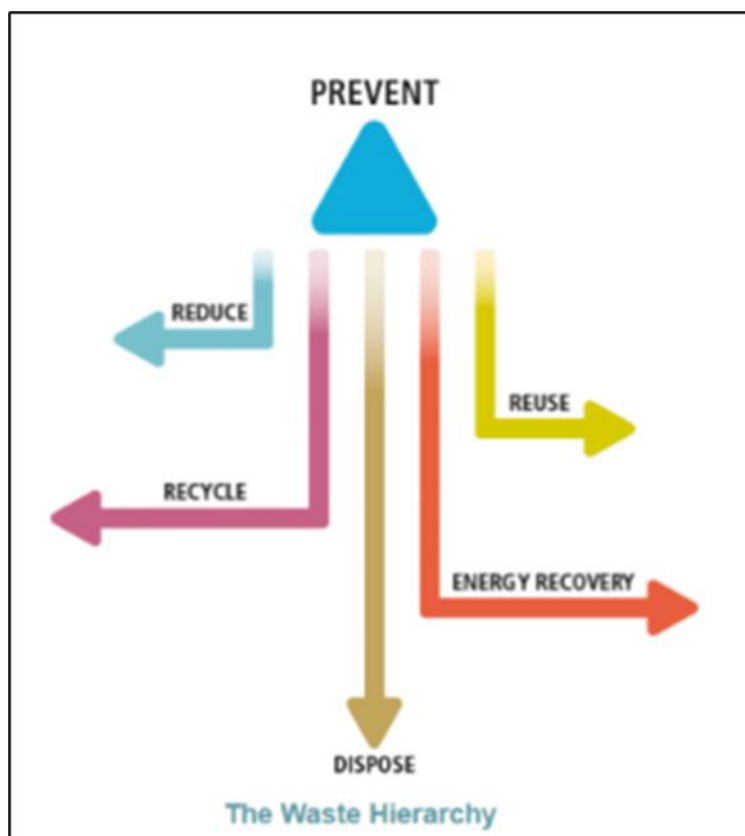 PREVENT
REDUCE
REUSE
RECYCLE
ENERGY RECOVERY
DISPOSE
The Waste Hierarchy